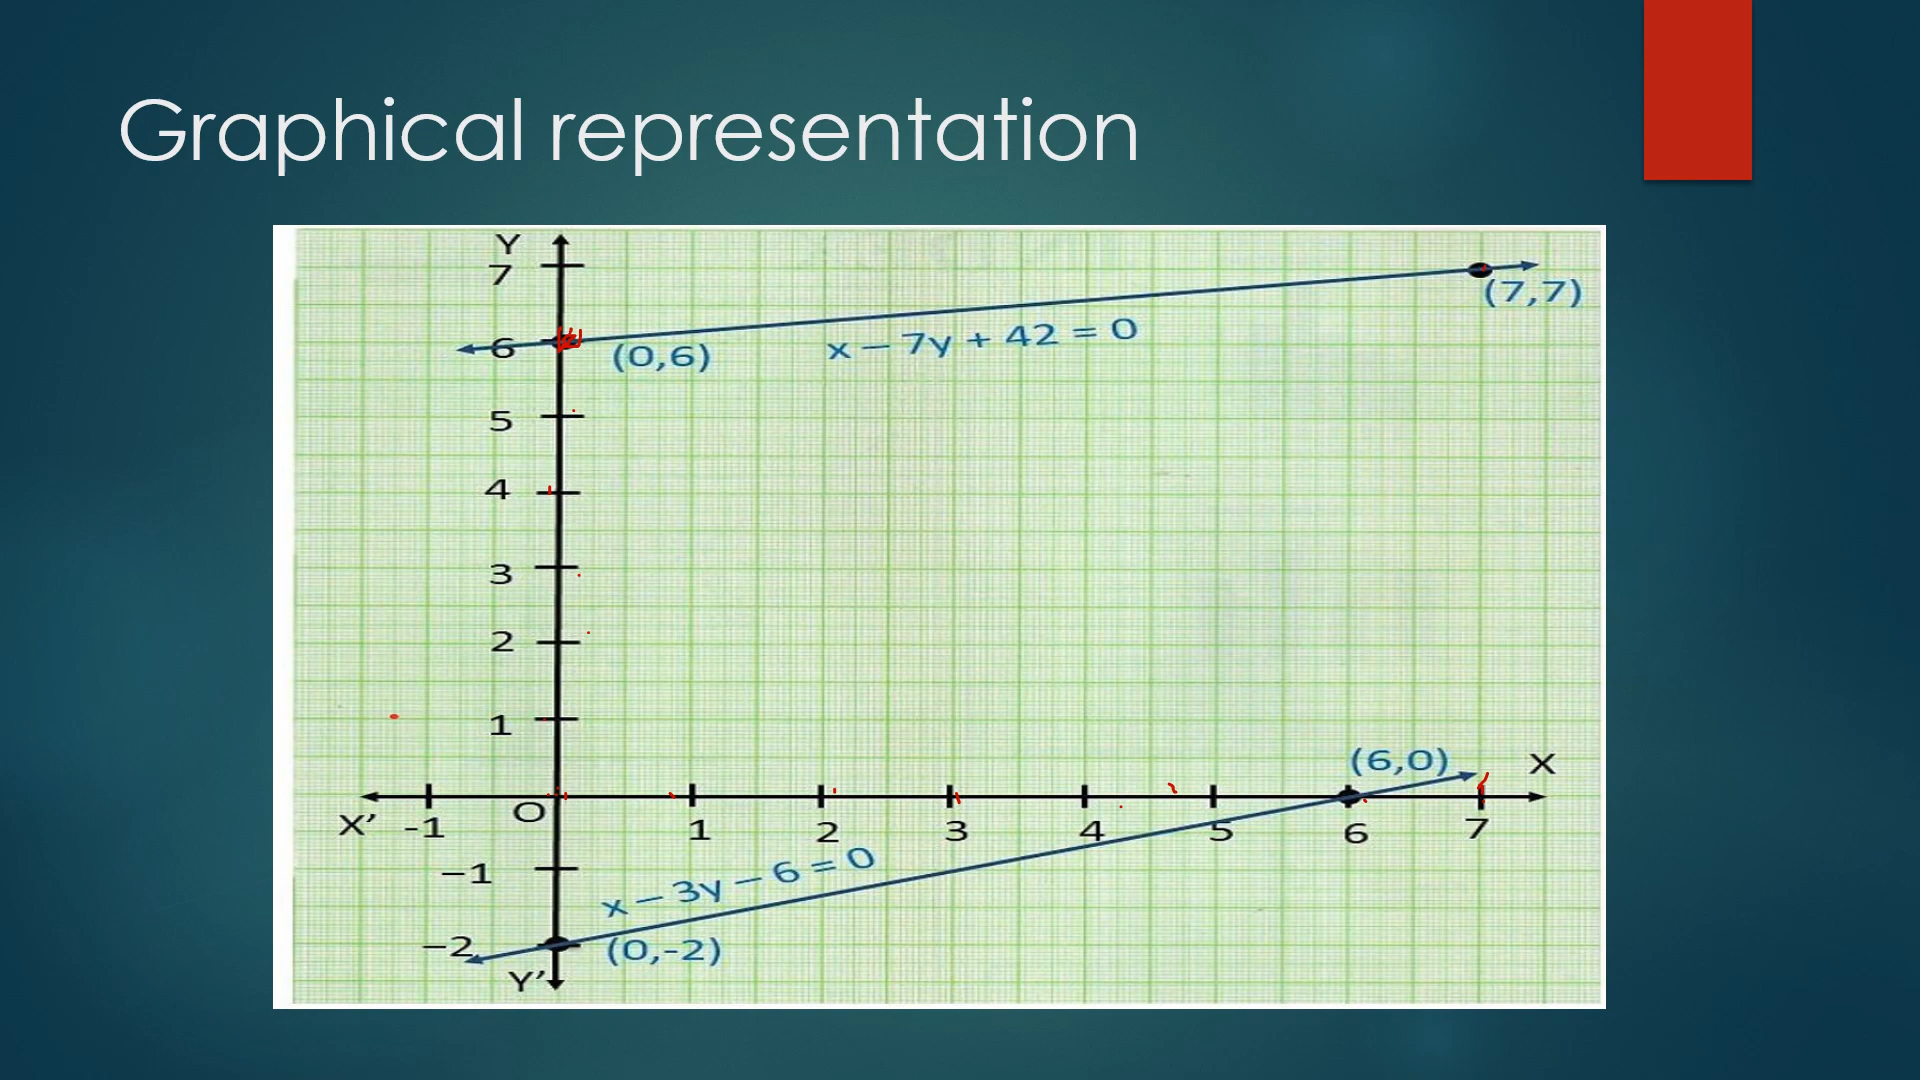 Graphical representation
Y
7
(7,7)
6
(0,6)
x – 7y + 42 = 0
5
4
3
2
1
(6,0)
X
X’
-1
O
1
2
3
4
5
6
7
–1
x – 3y – 6 = 0
–2
(0,-2)
Y’